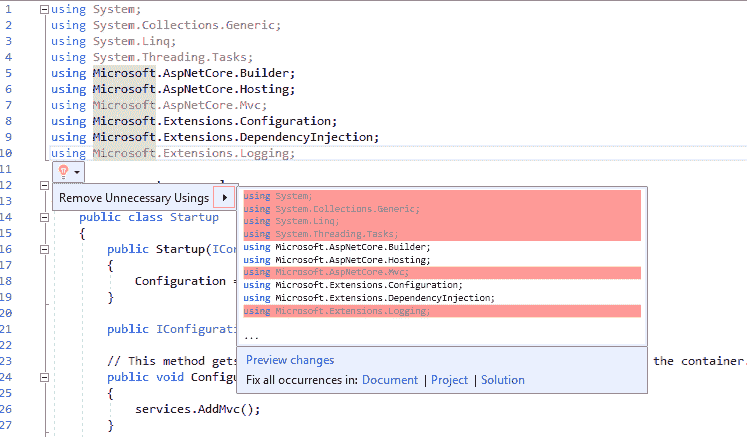 1 using System;
2 using System.Collections.Generic;
3 using System.Linq;
4 using System.Threading.Tasks;
5 using Microsoft.AspNetCore.Builder;
6 using Microsoft.AspNetCore.Hosting;
7 using Microsoft.AspNetCore.Mvc;
8 using Microsoft.Extensions.Configuration;
9 using Microsoft.Extensions.DependencyInjection;
10 using Microsoft.Extensions.Logging;
11
12
Remove Unnecessary Usings
using System;
using System.Collections.Generic;
using System.Linq;
using System.Threading.Tasks;
using Microsoft.AspNetCore.Builder;
using Microsoft.AspNetCore.Hosting;
using Microsoft.AspNetCore.Mvc;
using Microsoft.Extensions.Configuration;
using Microsoft.Extensions.DependencyInjection;
using Microsoft.Extensions.Logging;
...
Preview changes
Fix all occurrences in: Document | Project | Solution
13
14 public class Startup
15 {
16 public Startup(ICon
17 {
18 Configuration =
19 }
20
21 public IConfigurati
22
23 // This method gets the container.
24 public void Configu
25 {
26 services.AddMvc();
27 }